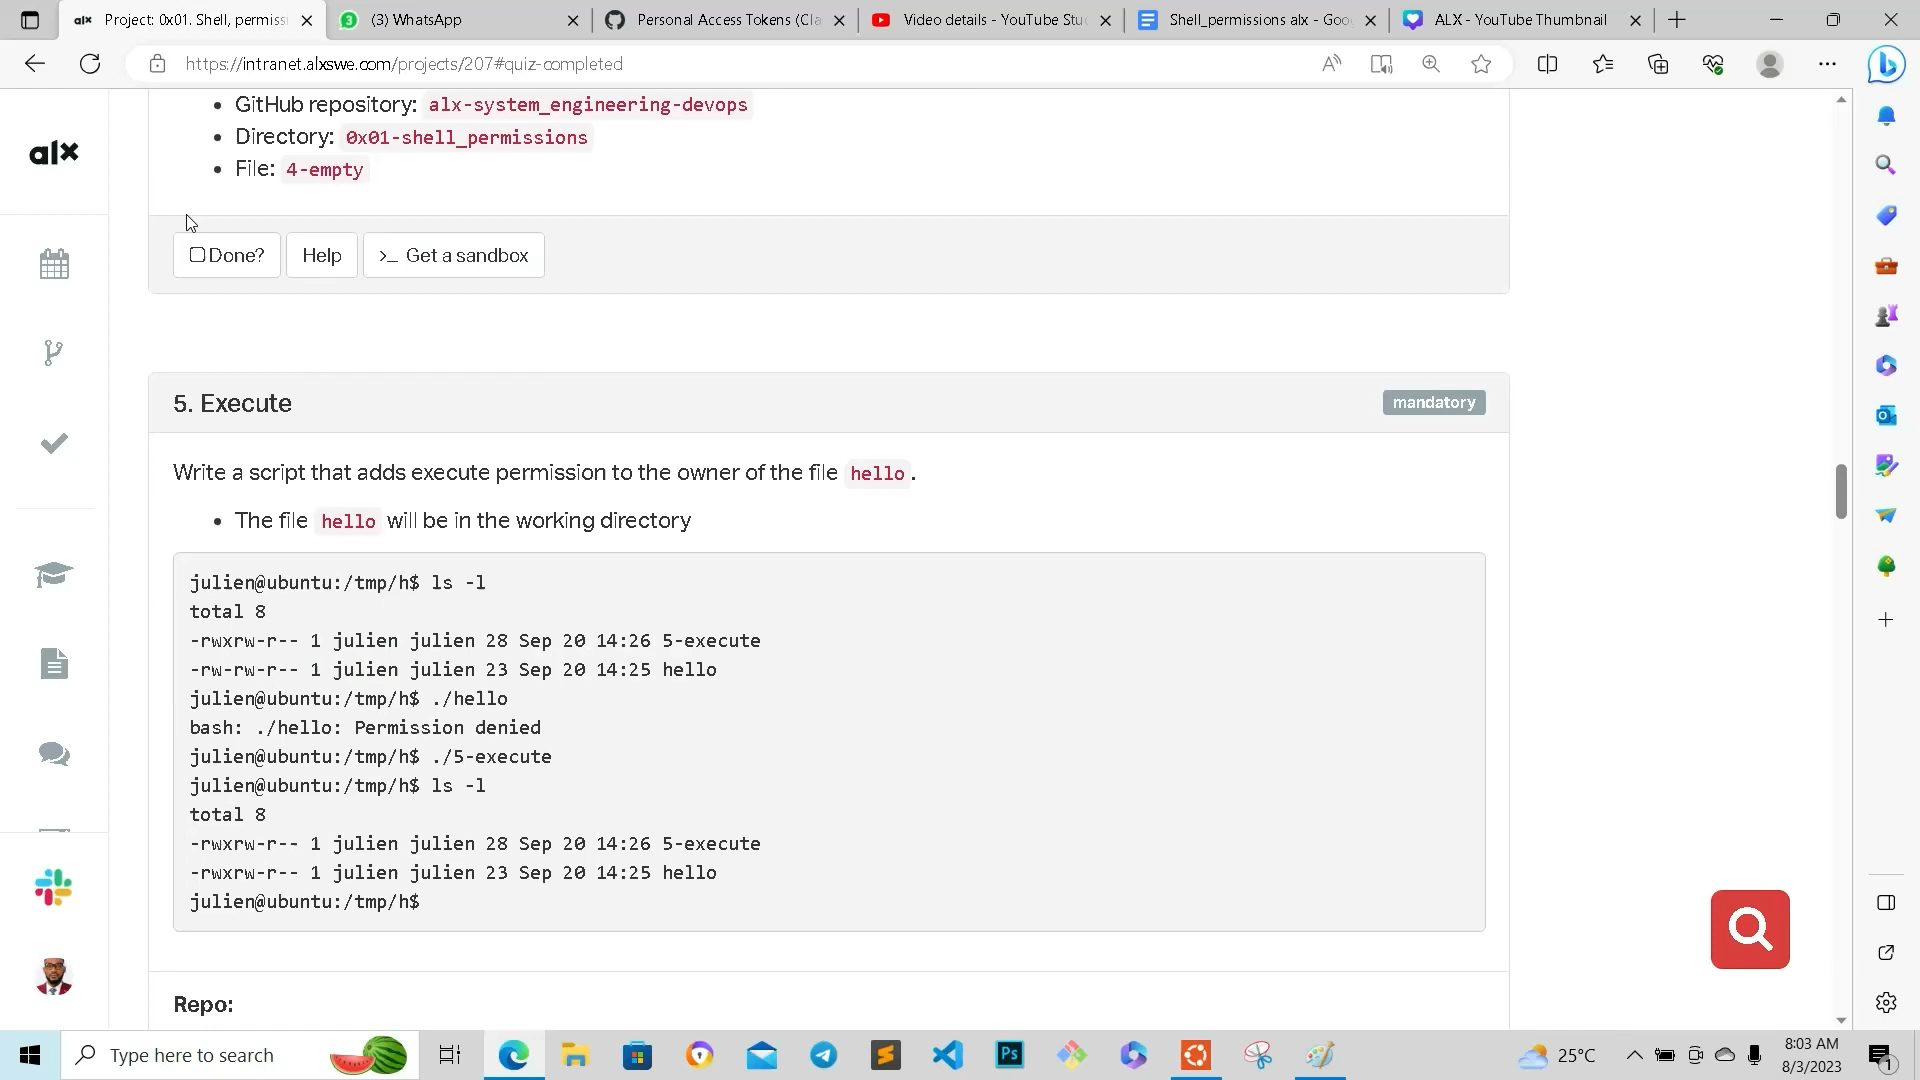 Project: 0x01. Shell, permiss
(3) WhatsApp
Personal Access Tokens (Cla
Video details - YouTube Stu
Shell_permissions alx - Goo
ALX - YouTube Thumbnail
https://intranet.alxswe.com/projects/207#quiz-completed
alx
• GitHub repository: alx-system_engineering-devops
• Directory: 0x01-shell_permissions
• File: 4-empty
Done?
Help
>_ Get a sandbox
5. Execute
mandatory
Write a script that adds execute permission to the owner of the file hello.
• The file hello will be in the working directory
julien@ubuntu:/tmp/h$ ls -l
total 8
-rwxrw-r-- 1 julien julien 28 Sep 20 14:26 5-execute
-rw-rw-r-- 1 julien julien 23 Sep 20 14:25 hello
julien@ubuntu:/tmp/h$ ./hello
bash: ./hello: Permission denied
julien@ubuntu:/tmp/h$ ./5-execute
julien@ubuntu:/tmp/h$ ls -l
total 8
-rwxrw-r-- 1 julien julien 28 Sep 20 14:26 5-execute
-rwxrw-r-- 1 julien julien 23 Sep 20 14:25 hello
julien@ubuntu:/tmp/h$
Repo:
Type here to search
Ps
25°C
8:03 AM
8/3/2023
1